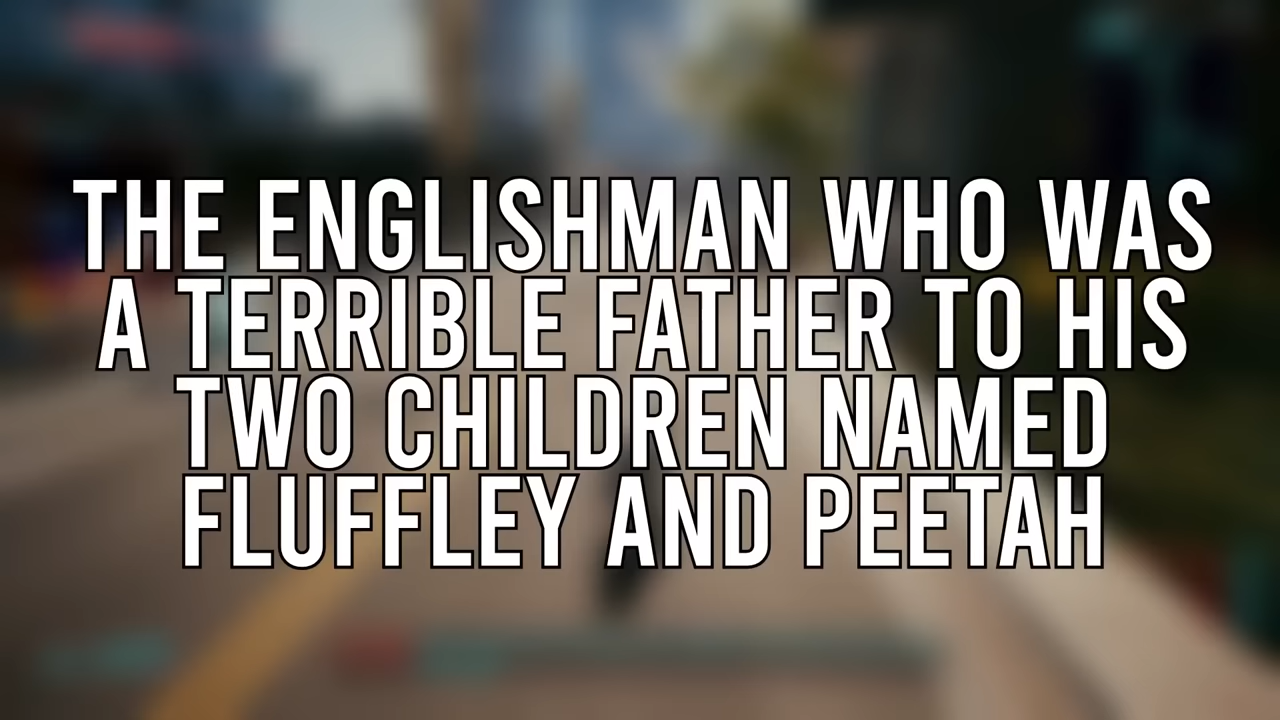 THE ENGLISHMAN WHO WAS
A TERRIBLE FATHER TO HIS
TWO CHILDREN NAMED
FLUFFLEY AND PEETAH